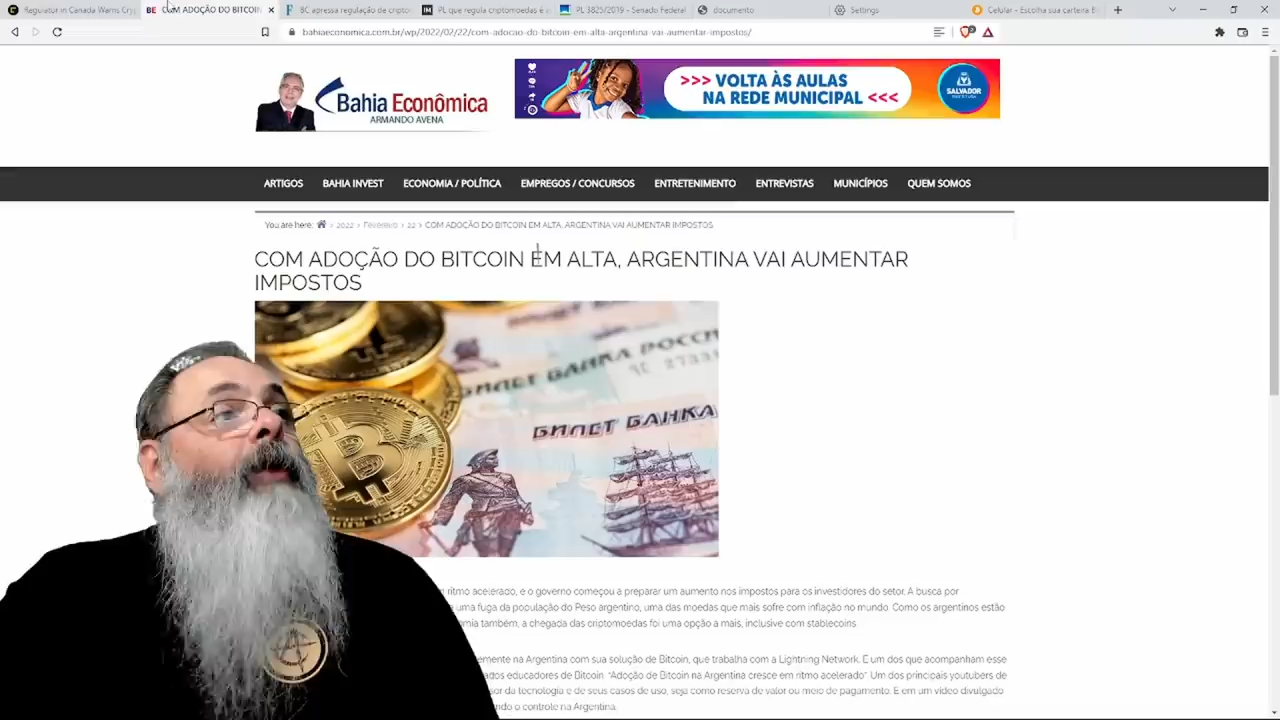 Regulator in Canada Warns Cry
BE COM ADOÇÃO DO BITCOIN
BC apressa regulação de cripto
PL que regula criptomoedas é
PL 3825/2019 - Senado Federal
documento
Settings
Celular - Escolha sua carteira B
bahiaeconomica.com.br/wp/2022/02/22/com-adocao-do-bitcoin-em-alta-argentina-vai-aumentar-impostos/
Bahia Econômica
ARMANDO AVENA
>>> VOLTA ÀS AULAS
NA REDE MUNICIPAL <<<
SALVADOR
ARTIGOS BAHIA INVEST ECONOMIA / POLÍTICA EMPREGOS / CONCURSOS ENTRETENIMENTO ENTREVISTAS MUNICÍPIOS QUEM SOMOS
You are here: > 2022 > Fevereiro > 22 > COM ADOÇÃO DO BITCOIN EM ALTA, ARGENTINA VAI AUMENTAR IMPOSTOS
COM ADOÇÃO DO BITCOIN EM ALTA, ARGENTINA VAI AUMENTAR
IMPOSTOS
БИЛЕТ БАНКА РОССИ
БИЛЕТ БАНКА
ritmo acelerado, e o governo começou a preparar um aumento nos impostos para os investidores do setor. A busca por
uma fuga da população do Peso argentino, uma das moedas que mais sofre com inflação no mundo. Como os argentinos estão
mia também, a chegada das criptomoedas foi uma opção a mais, inclusive com stablecoins.
emente na Argentina com sua solução de Bitcoin, que trabalha com a Lightning Network. E um dos que acompanham esse
ados educadores de Bitcoin. "Adoção de Bitcoin na Argentina cresce em ritmo acelerado" Um dos principais youtubers de
sor da tecnologia e de seus casos de uso, seja como reserva de valor ou meio de pagamento. E em um vídeo divulgado
ndo o controle na Argentina.